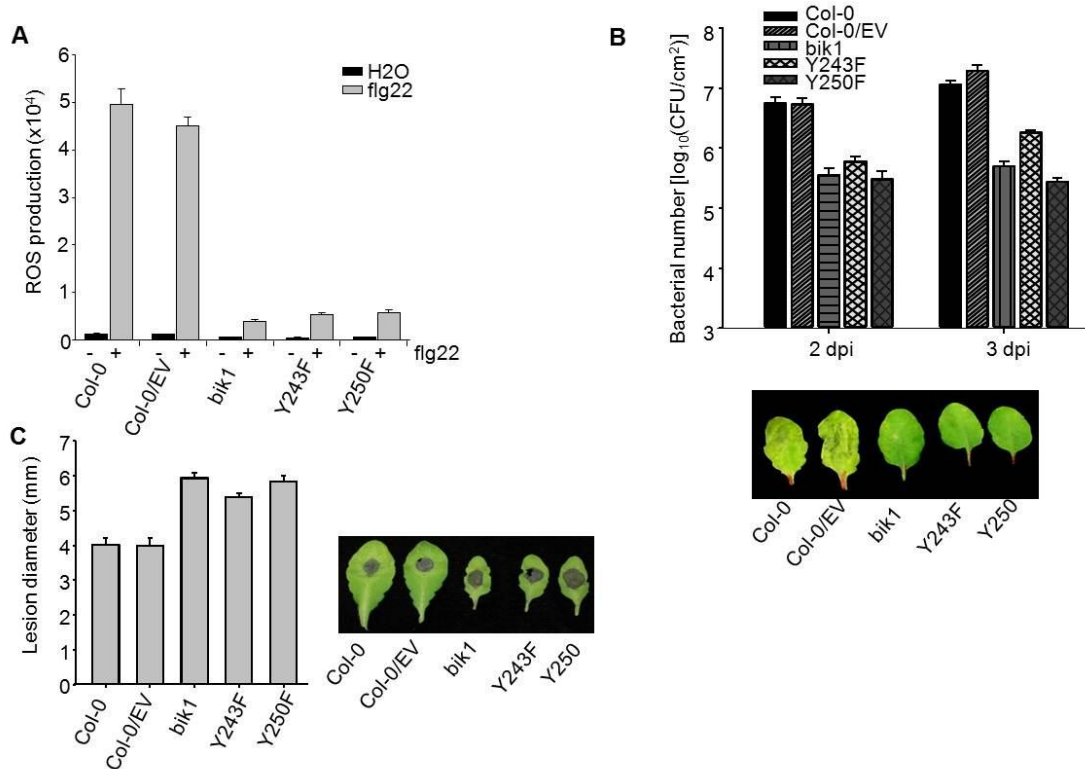 A
ROS production (x10⁴)
6
5
4
3
2
1
0
H2O
flg22
- + - + - + - + - + flg22
Col-0
Col-0/EV
bik1
Y243F
Y250F
B
Bacterial number [log₁₀(CFU/cm²)]
8
7
6
5
4
3
Col-0
Col-0/EV
bik1
Y243F
Y250F
2 dpi 3 dpi
Col-0
Col-0/EV
bik1
Y243F
Y250
C
Lesion diameter (mm)
7
6
5
4
3
2
1
0
Col-0
Col-0/EV
bik1
Y243F
Y250F
Col-0
Col-0/EV
bik1
Y243F
Y250